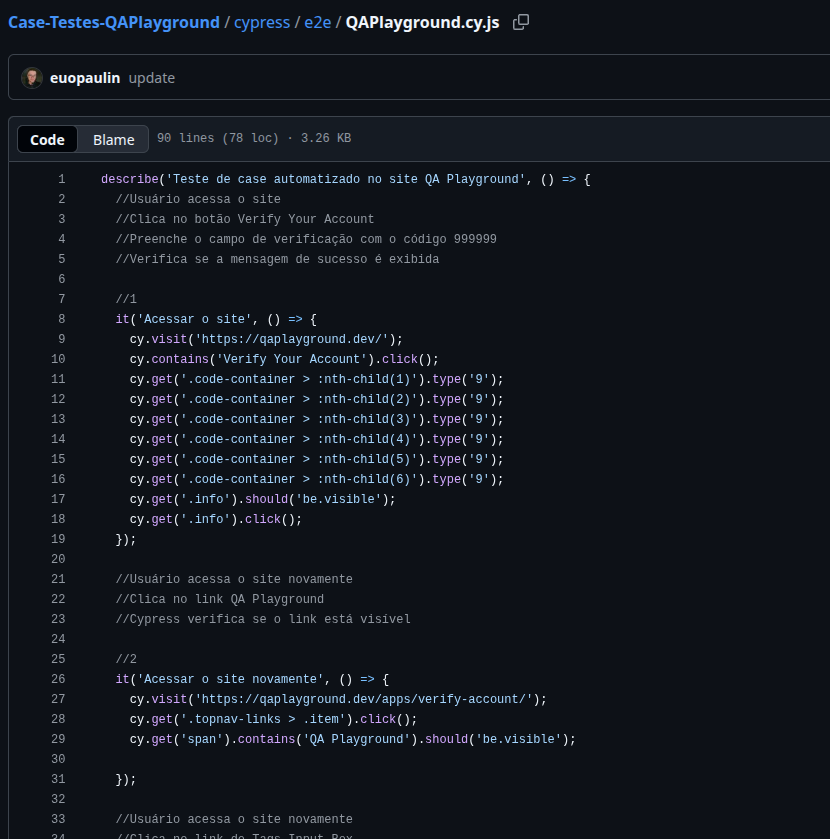 Case-Testes-QAPlayground / cypress / e2e / QAPlayground.cy.js
euopaulin update
Code Blame 90 lines (78 loc) · 3.26 KB
1 describe('Teste de case automatizado no site QA Playground', () => {
2 //Usuário acessa o site
3 //Clica no botão Verify Your Account
4 //Preenche o campo de verificação com o código 999999
5 //Verifica se a mensagem de sucesso é exibida
6
7 //1
8 it('Acessar o site', () => {
9 cy.visit('https://qaplayground.dev/');
10 cy.contains('Verify Your Account').click();
11 cy.get('.code-container > :nth-child(1)').type('9');
12 cy.get('.code-container > :nth-child(2)').type('9');
13 cy.get('.code-container > :nth-child(3)').type('9');
14 cy.get('.code-container > :nth-child(4)').type('9');
15 cy.get('.code-container > :nth-child(5)').type('9');
16 cy.get('.code-container > :nth-child(6)').type('9');
17 cy.get('.info').should('be.visible');
18 cy.get('.info').click();
19 });
20
21 //Usuário acessa o site novamente
22 //Clica no link QA Playground
23 //Cypress verifica se o link está visível
24
25 //2
26 it('Acessar o site novamente', () => {
27 cy.visit('https://qaplayground.dev/apps/verify-account/');
28 cy.get('.topnav-links > .item').click();
29 cy.get('span').contains('QA Playground').should('be.visible');
30
31 });
32
33 //Usuário acessa o site novamente
34 //Clica no link do Tags Input Box